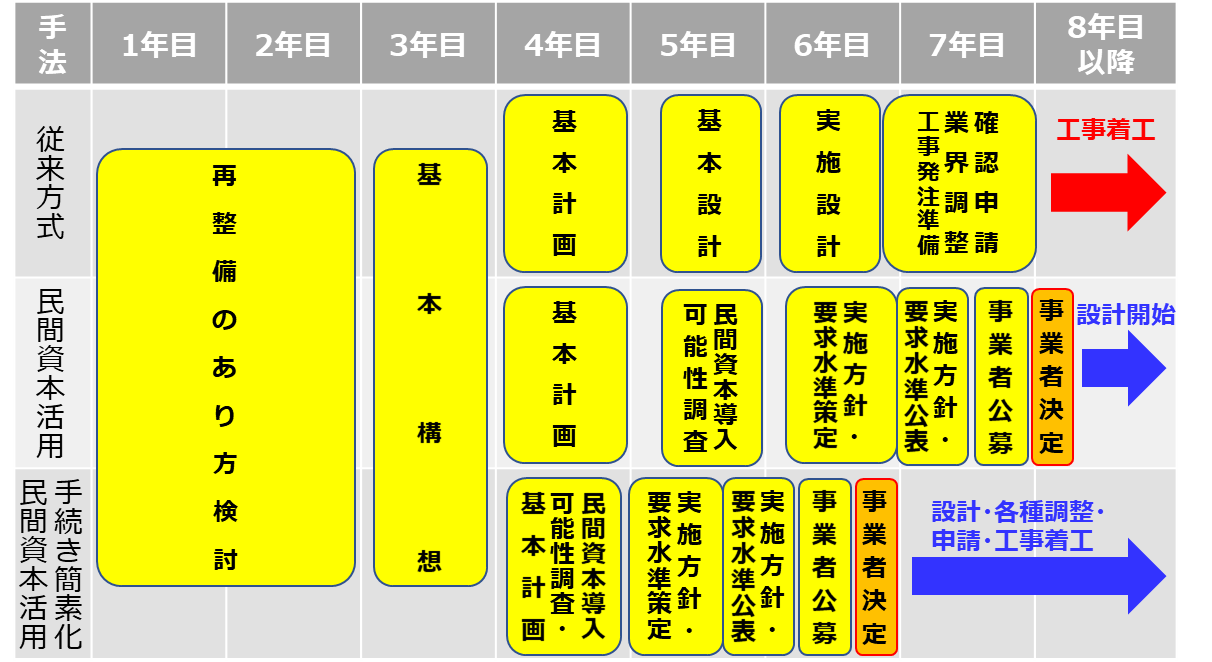 手法
1年目
2年目
3年目
4年目
5年目
6年目
7年目
8年目
以降
従来方式
再整備のあり方検討
基本構想
基本計画
基本設計
実施設計
確認申請
業界調整
工事発注準備
工事着工
民間資本活用
基本計画
民間資本導入
可能性調査
実施方針・
要求水準策定
実施方針・
要求水準公表
事業者公募
事業者決定
設計開始
手続き簡素化
民間資本活用
民間資本導入
可能性調査・
基本計画
実施方針・
要求水準策定
実施方針・
要求水準公表
事業者公募
事業者決定
設計・各種調整・
申請・工事着工